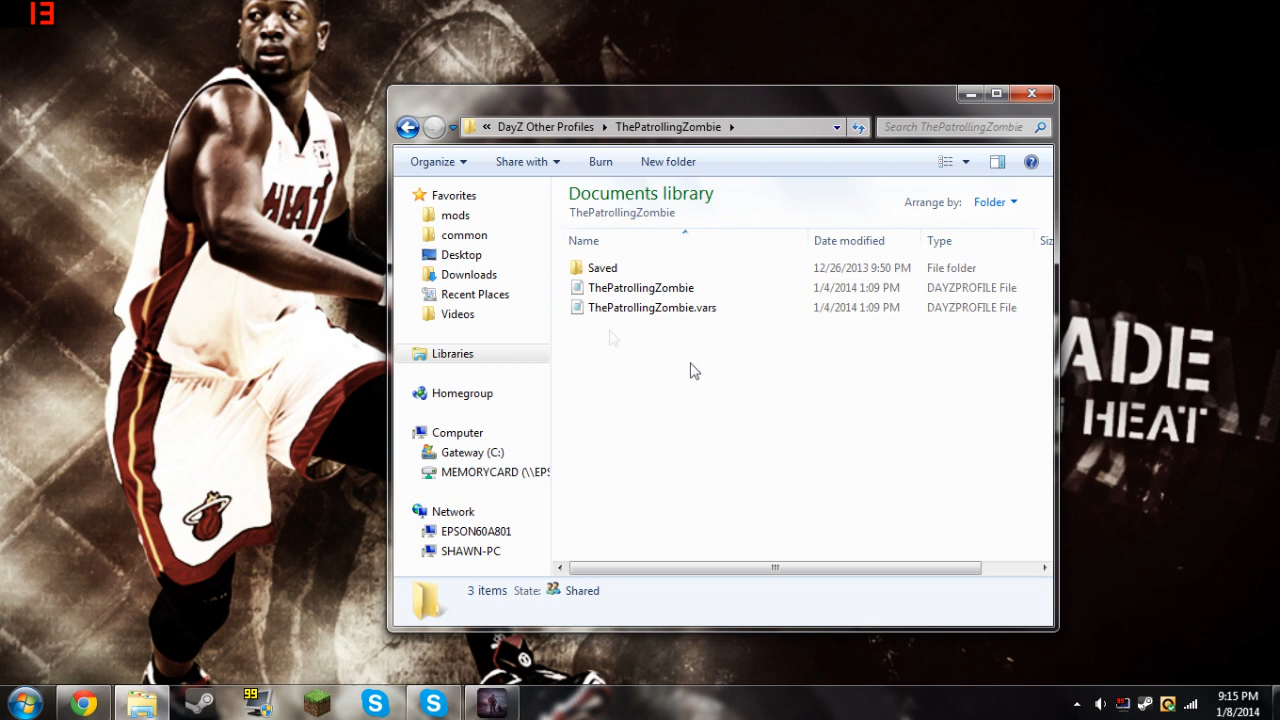 13
« DayZ Other Profiles ThePatrollingZombie
Search ThePatrollingZombie
Organize Share with Burn New folder
Favorites
mods
common
Desktop
Downloads
Recent Places
Videos
Libraries
Homegroup
Computer
Gateway (C:)
MEMORYCARD (\\EPS
Network
EPSON60A801
SHAWN-PC
Documents library
ThePatrollingZombie
Arrange by: Folder
Name Date modified Type Siz
Saved 12/26/2013 9:50 PM File folder
ThePatrollingZombie 1/4/2014 1:09 PM DAYZPROFILE File
ThePatrollingZombie.vars 1/4/2014 1:09 PM DAYZPROFILE File
3 items State: Shared
HEAT
ADE
HEAT
99
9:15 PM
1/8/2014